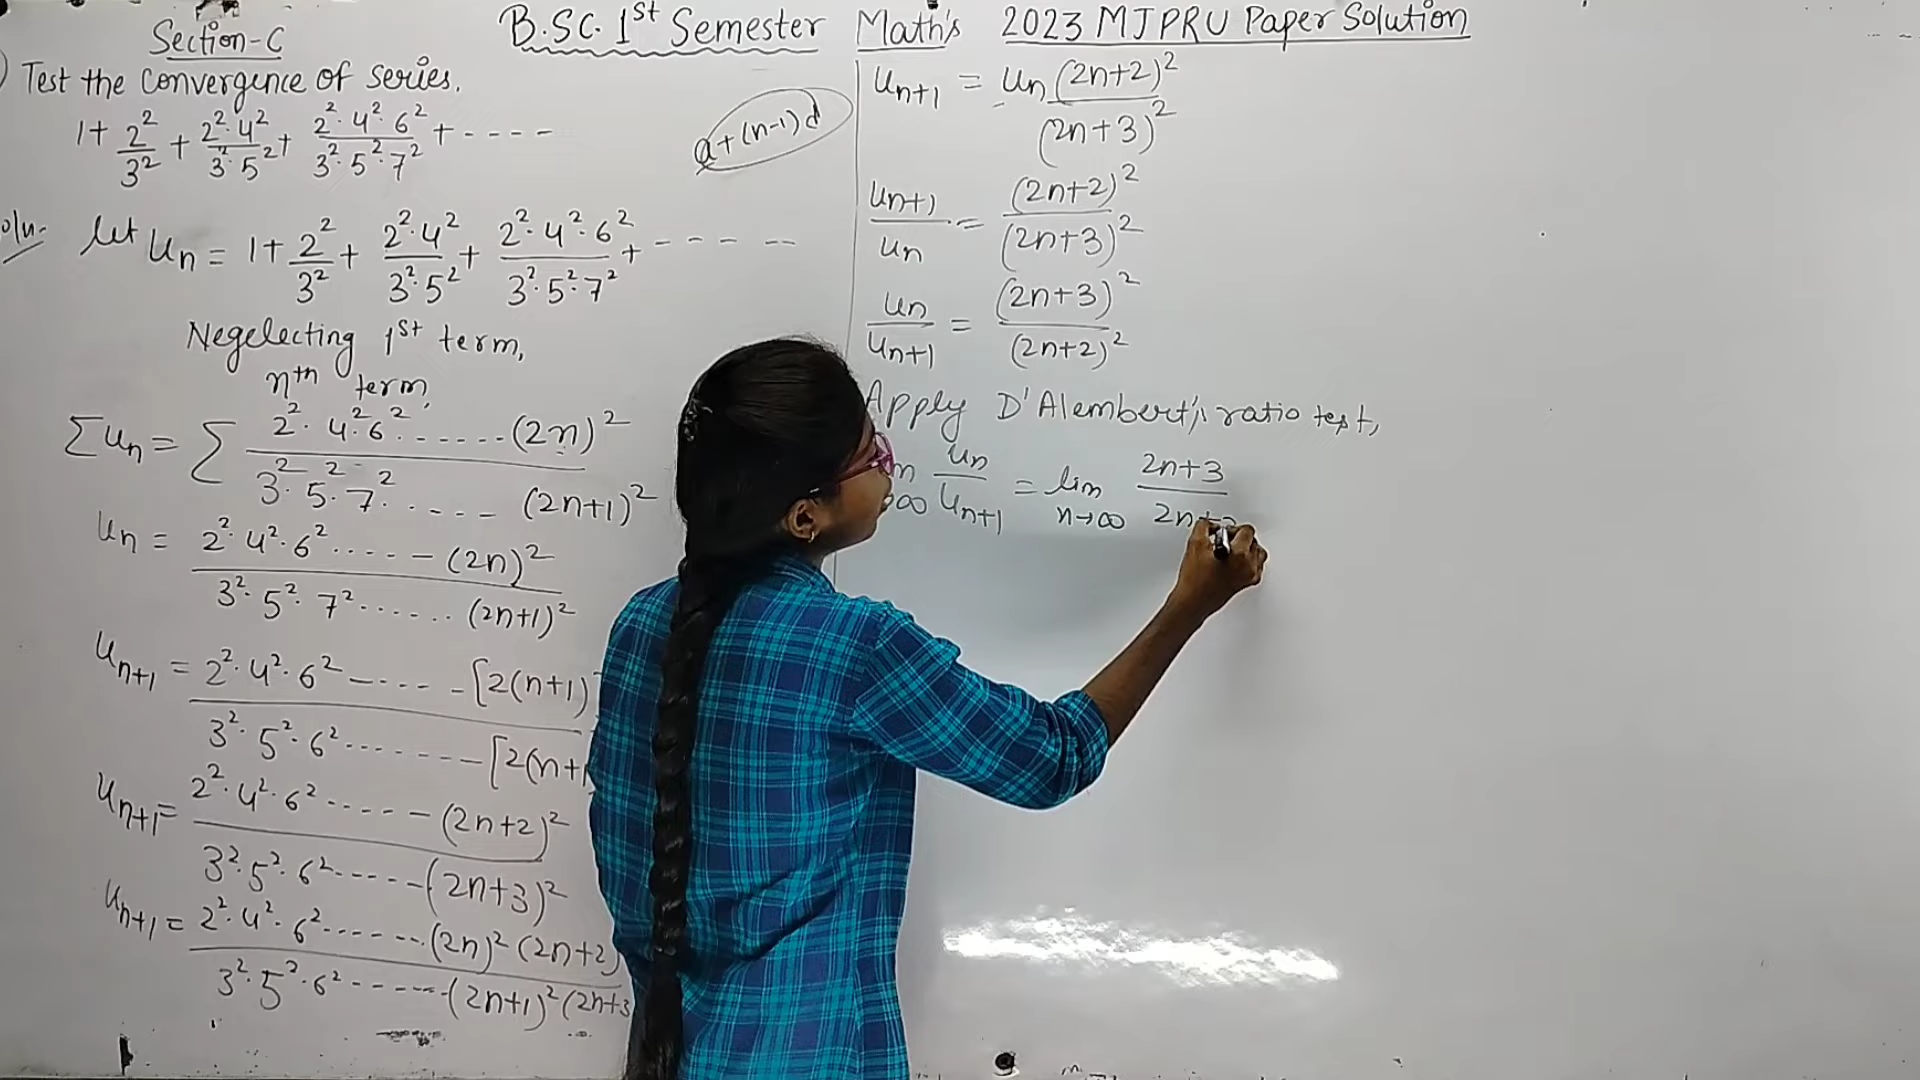 B.SC. 1st Semester Math's 2023 MJPRU Paper Solution
Section-C
Test the convergence of series.
1 + 2²/3² + 2²·4²/3²·5² + 2²·4²·6²/3²·5²·7² + ----
a+(n-1)d
Soln. let un = 1 + 2²/3² + 2²·4²/3²·5² + 2²·4²·6²/3²·5²·7² + -----
Negelecting 1st term,
nth term,
Σun = Σ 2²·4²·6²......(2n)² / 3²·5²·7².....(2n+1)²
un = 2²·4²·6².....(2n)² / 3²·5²·7²......(2n+1)²
un+1 = 2²·4²·6²-----[2(n+1) / 3²·5²·6²........[2(n+1
un+1 = 2²·4²·6²......(2n+2)² / 3²·5²·6²......(2n+3)²
un+1 = 2²·4²·6²......(2n)² (2n+2) / 3²·5²·6²......(2n+1)² (2n+3
un+1 = un (2n+2)² / (2n+3)²
un+1/un = (2n+2)² / (2n+3)²
un/un+1 = (2n+3)² / (2n+2)²
Apply D'Alembert's ratio test,
un/un+1 = lim n→∞ 2n+3 / 2n+